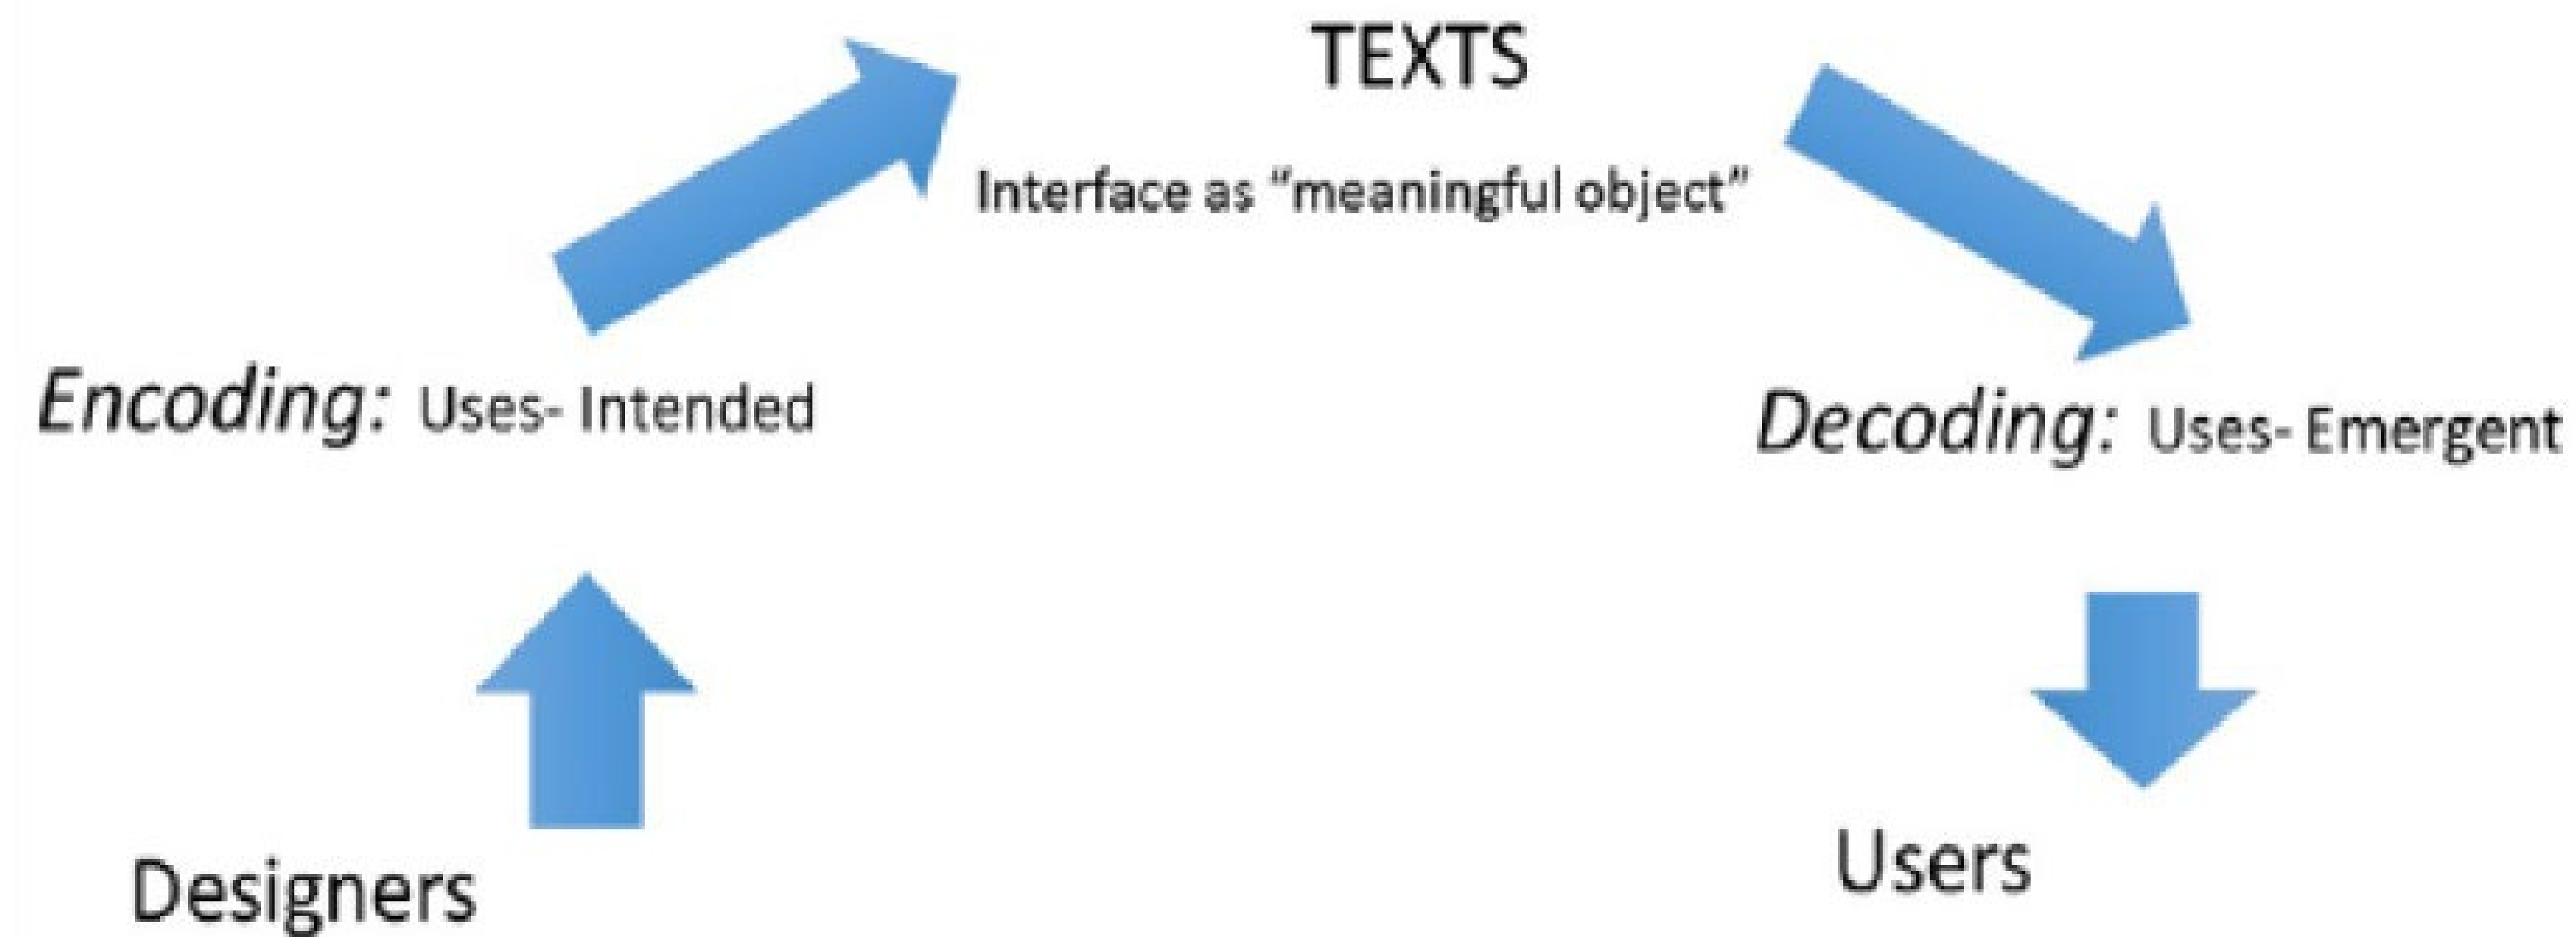 TEXTS
Interface as “meaningful object”
Encoding: Uses- Intended
Decoding: Uses- Emergent
Designers
Users